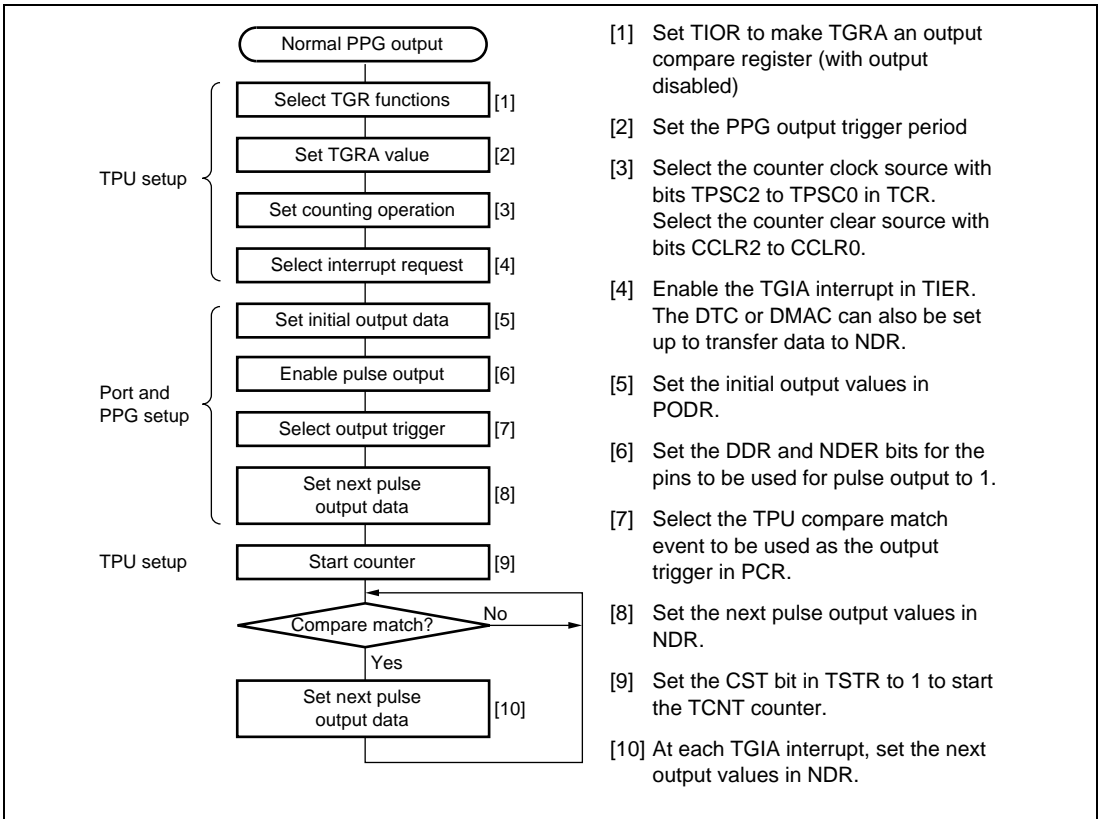 Normal PPG output
Select TGR functions
[1]
Set TGRA value
[2]
TPU setup
Set counting operation
[3]
Select interrupt request
[4]
Set initial output data
[5]
Enable pulse output
[6]
Port and
PPG setup
Select output trigger
[7]
Set next pulse
output data
[8]
TPU setup
Start counter
[9]
Compare match?
No
Yes
Set next pulse
output data
[10]
[1] Set TIOR to make TGRA an output
compare register (with output
disabled)
[2] Set the PPG output trigger period
[3] Select the counter clock source with
bits TPSC2 to TPSC0 in TCR.
Select the counter clear source with
bits CCLR2 to CCLR0.
[4] Enable the TGIA interrupt in TIER.
The DTC or DMAC can also be set
up to transfer data to NDR.
[5] Set the initial output values in
PODR.
[6] Set the DDR and NDER bits for the
pins to be used for pulse output to 1.
[7] Select the TPU compare match
event to be used as the output
trigger in PCR.
[8] Set the next pulse output values in
NDR.
[9] Set the CST bit in TSTR to 1 to start
the TCNT counter.
[10] At each TGIA interrupt, set the next
output values in NDR.